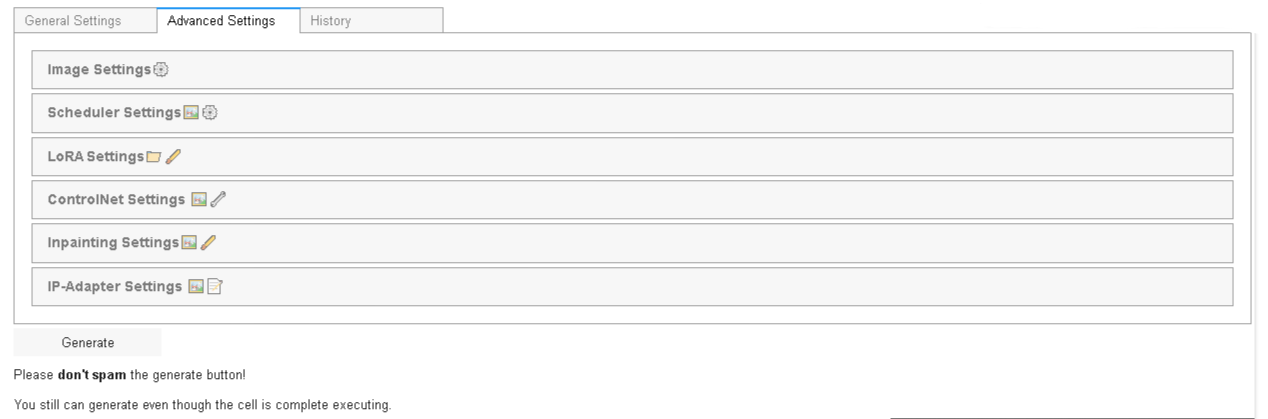 General Settings Advanced Settings History
Image Settings
Scheduler Settings
LoRA Settings
ControlNet Settings
Inpainting Settings
IP-Adapter Settings
Generate
Please don't spam the generate button!
You still can generate even though the cell is complete executing.